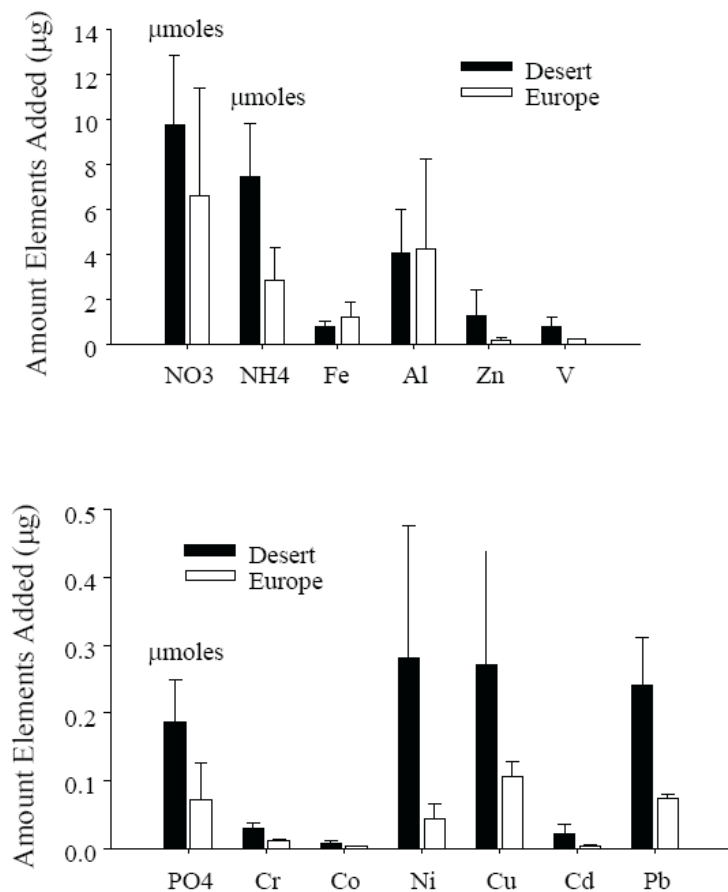 Amount Elements Added (μg)
14
12
10
8
6
4
2
0
μmoles
μmoles
Desert
Europe
NO3 NH4 Fe Al Zn V
Amount Elements Added (μg)
0.5
0.4
0.3
0.2
0.1
0.0
Desert
Europe
μmoles
PO4 Cr Co Ni Cu Cd Pb